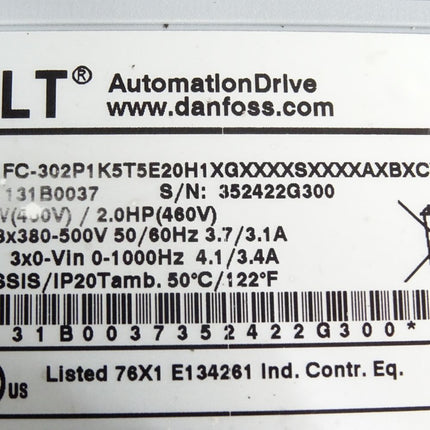 LT® AutomationDrive
www.danfoss.com
FC-302P1K5T5E20H1XGXXXXSXXXXAXBXC
131B0037 S/N: 352422G300
(400V) / 2.0HP(460V)
3x380-500V 50/60Hz 3.7/3.1A
3x0-Vin 0-1000Hz 4.1/3.4A
SSIS/IP20Tamb. 50°C/122°F
31B0037352422G300*
US Listed 76X1 E134261 Ind. Contr. Eq.